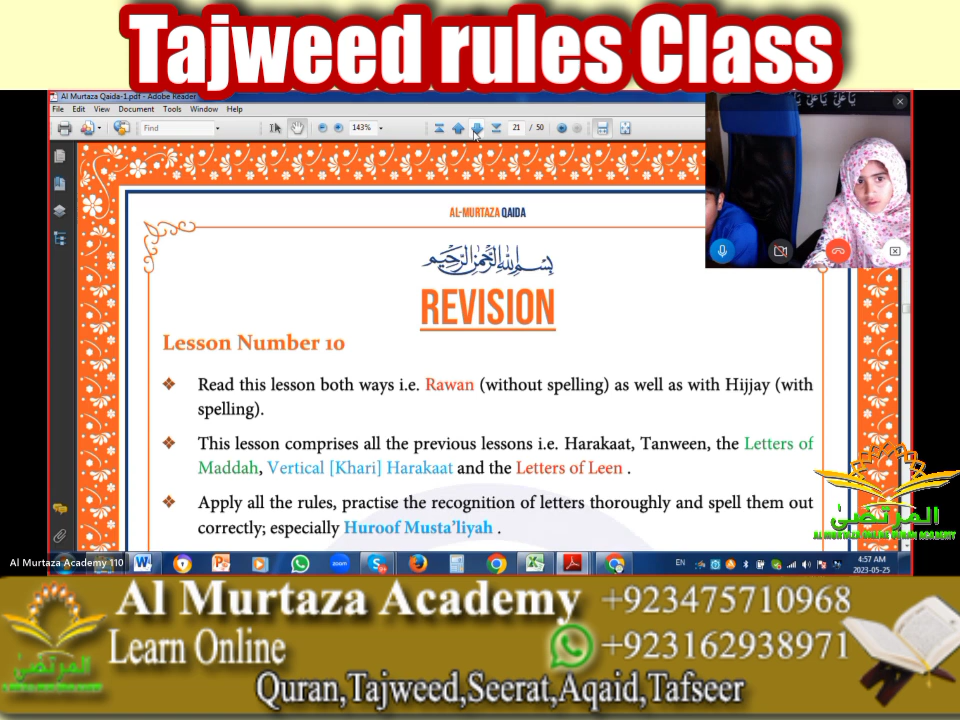 Tajweed rules Class
Al Murtaza Qaida-1.pdf - Adobe Reader
File Edit View Document Tools Window Help
Find
143%
21 / 50
AL-MURTAZA QAIDA
بسم الله الرحمن الرحيم
REVISION
Lesson Number 10
Read this lesson both ways i.e. Rawan (without spelling) as well as with Hijjay (with
spelling).
This lesson comprises all the previous lessons i.e. Harakaat, Tanween, the Letters of
Maddah, Vertical [Khari] Harakaat and the Letters of Leen .
Apply all the rules, practise the recognition of letters thoroughly and spell them out
correctly; especially Huroof Musta’liyah .
المرتضیٰ
Al Murtaza Academy 110
zoom
EN
4:57 AM
2023-05-25
Al Murtaza Academy +923475710968
Learn Online +923162938971
المرتضیٰ
Quran,Tajweed,Seerat,Aqaid,Tafseer